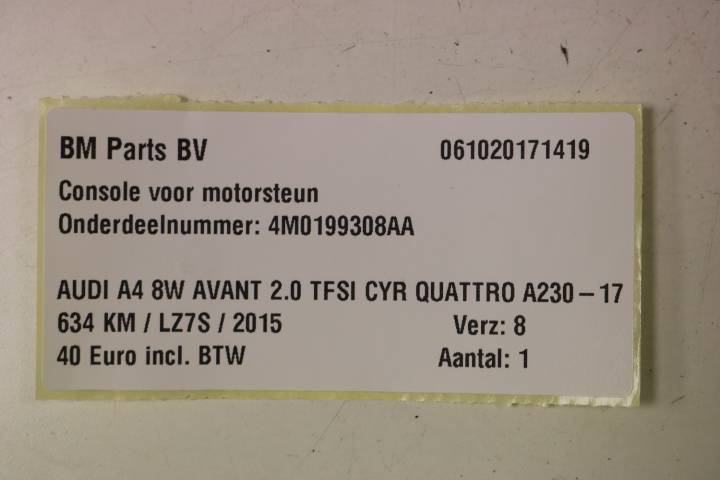 BM Parts BV 061020171419
Console voor motorsteun
Onderdeelnummer: 4M0199308AA
AUDI A4 8W AVANT 2.0 TFSI CYR QUATTRO A230-17
634 KM / LZ7S / 2015 Verz: 8
40 Euro incl. BTW Aantal: 1